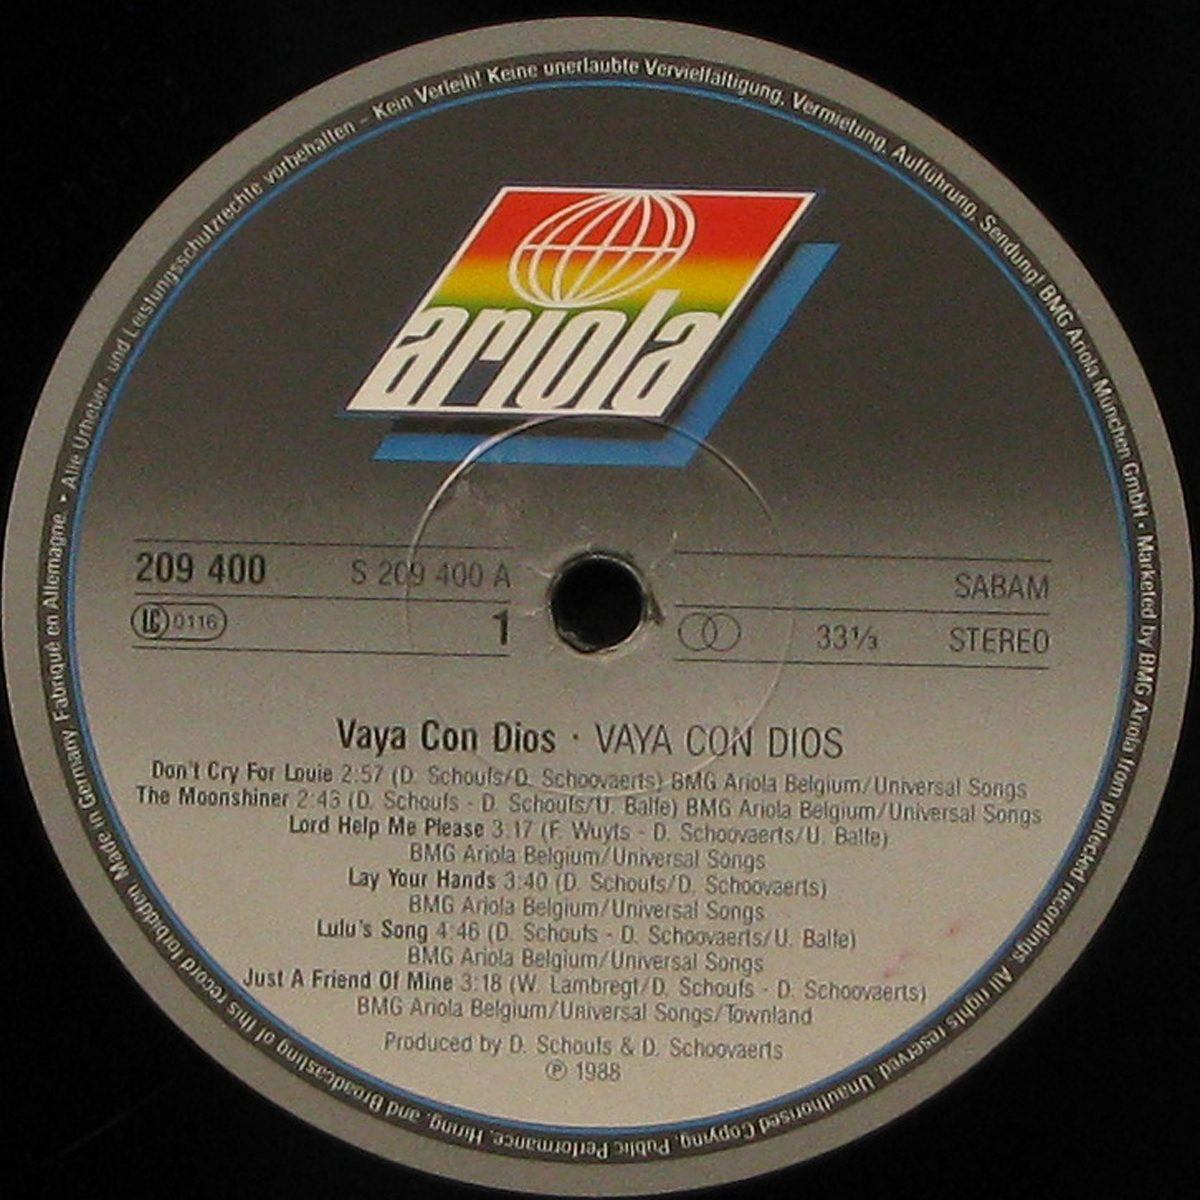 ariola
209 400 S 209 400 A
LC 0116 1
SABAM
33⅓ STEREO
Vaya Con Dios · VAYA CON DIOS
Don't Cry For Louie 2:57 (D. Schoufs/D. Schoovaerts) BMG Ariola Belgium/Universal Songs
The Moonshiner 2:46 (D. Schoufs - D. Schoufs/U. Balfe) BMG Ariola Belgium/Universal Songs
Lord Help Me Please 3:17 (F. Wuyts - D. Schoovaerts/U. Balfe)
BMG Ariola Belgium/Universal Songs
Lay Your Hands 3:40 (D. Schoufs/D. Schoovaerts)
BMG Ariola Belgium/Universal Songs
Lulu's Song 4:46 (D. Schoufs - D. Schoovaerts/U. Balfe)
BMG Ariola Belgium/Universal Songs
Just A Friend Of Mine 3:18 (W. Lambregt/D. Schoufs - D. Schoovaerts)
BMG Ariola Belgium/Universal Songs/Townland
Produced by D. Schoufs & D. Schoovaerts
℗ 1988
• Alle Urheber- und Leistungsschutzrechte vorbehalten – Kein Verleih! Keine unerlaubte Vervielfältigung, Vermietung, Aufführung, Sendung! BMG Ariola München GmbH • Marketed by BMG Ariola from protected recordings. All rights reserved. Unauthorised Copying, Public Performance, Hiring, and Broadcasting of this record forbidden. Made in Germany. Fabriqué en Allemagne.